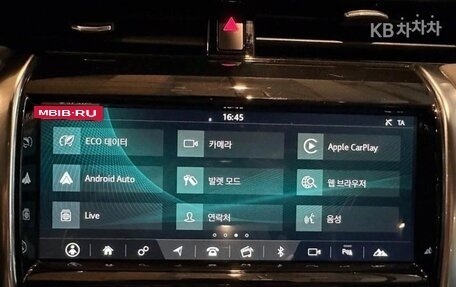 KB차차차
MBIB·RU
16:45
TA
ECO 데이터
카메라
Apple CarPlay
Android Auto
발렛 모드
웹 브라우저
Live
연락처
음성